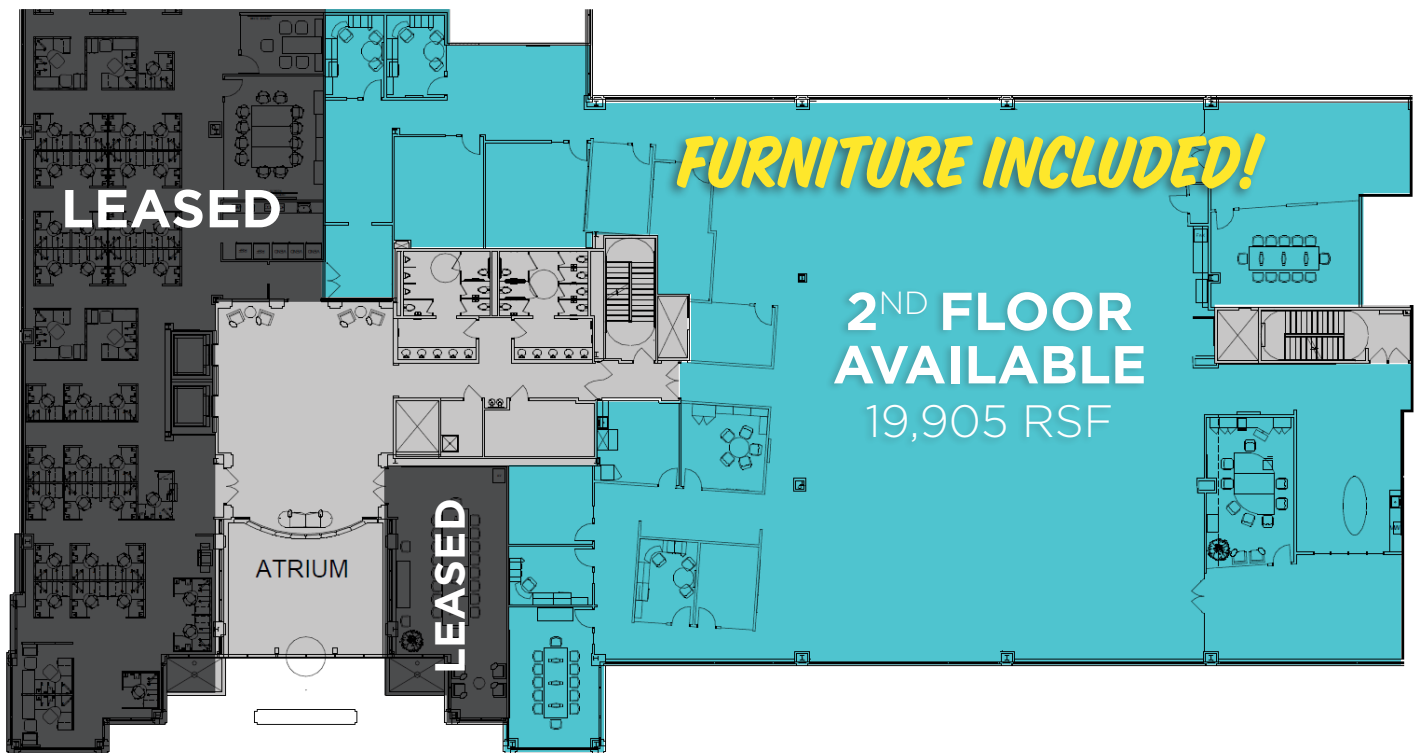 FURNITURE INCLUDED!
LEASED
2ND FLOOR
AVAILABLE
19,905 RSF
LEASED
ATRIUM